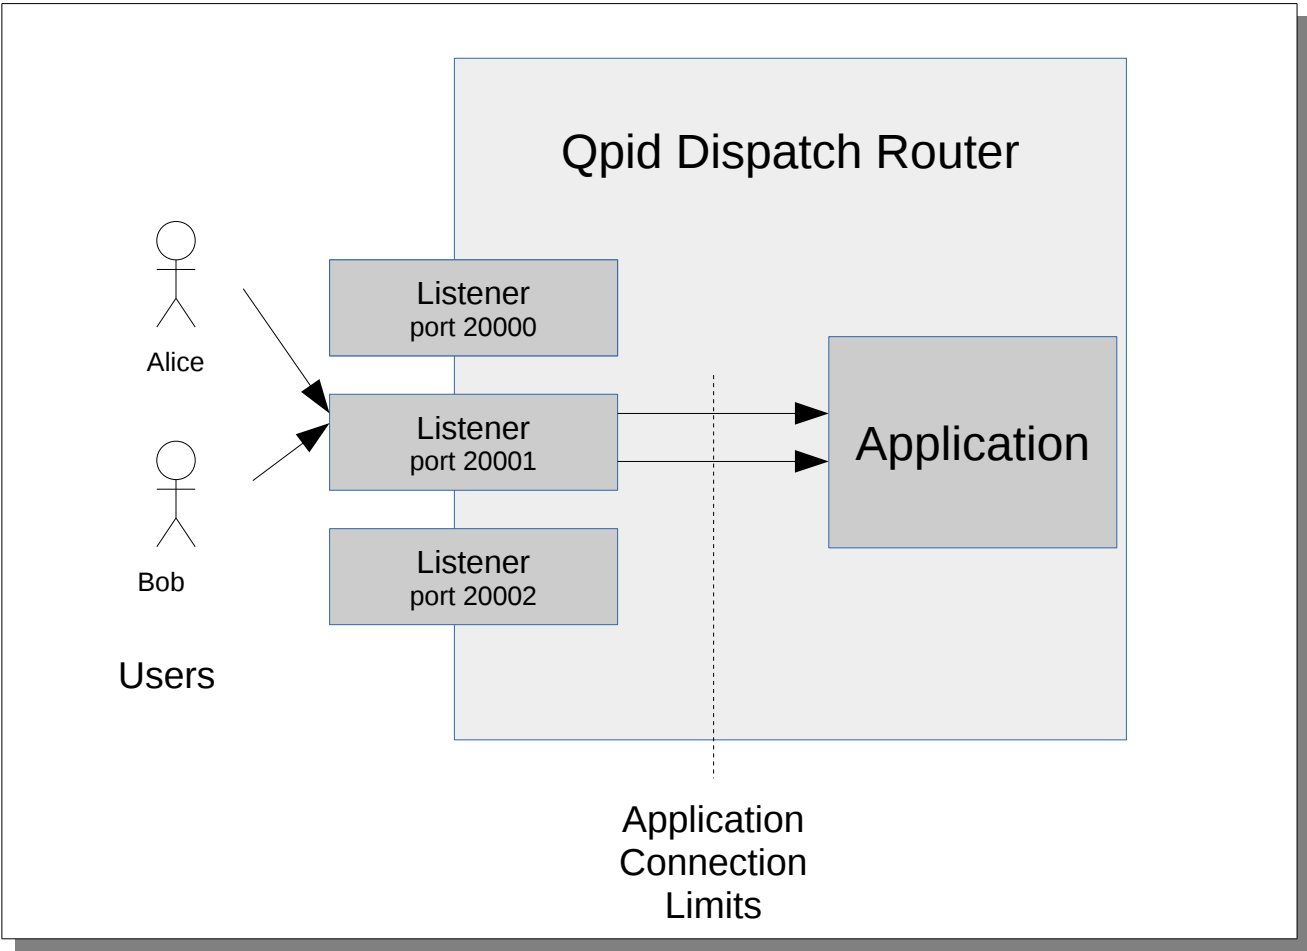 Qpid Dispatch Router
Alice
Bob
Users
Listener
port 20000
Listener
port 20001
Listener
port 20002
Application
Application
Connection
Limits